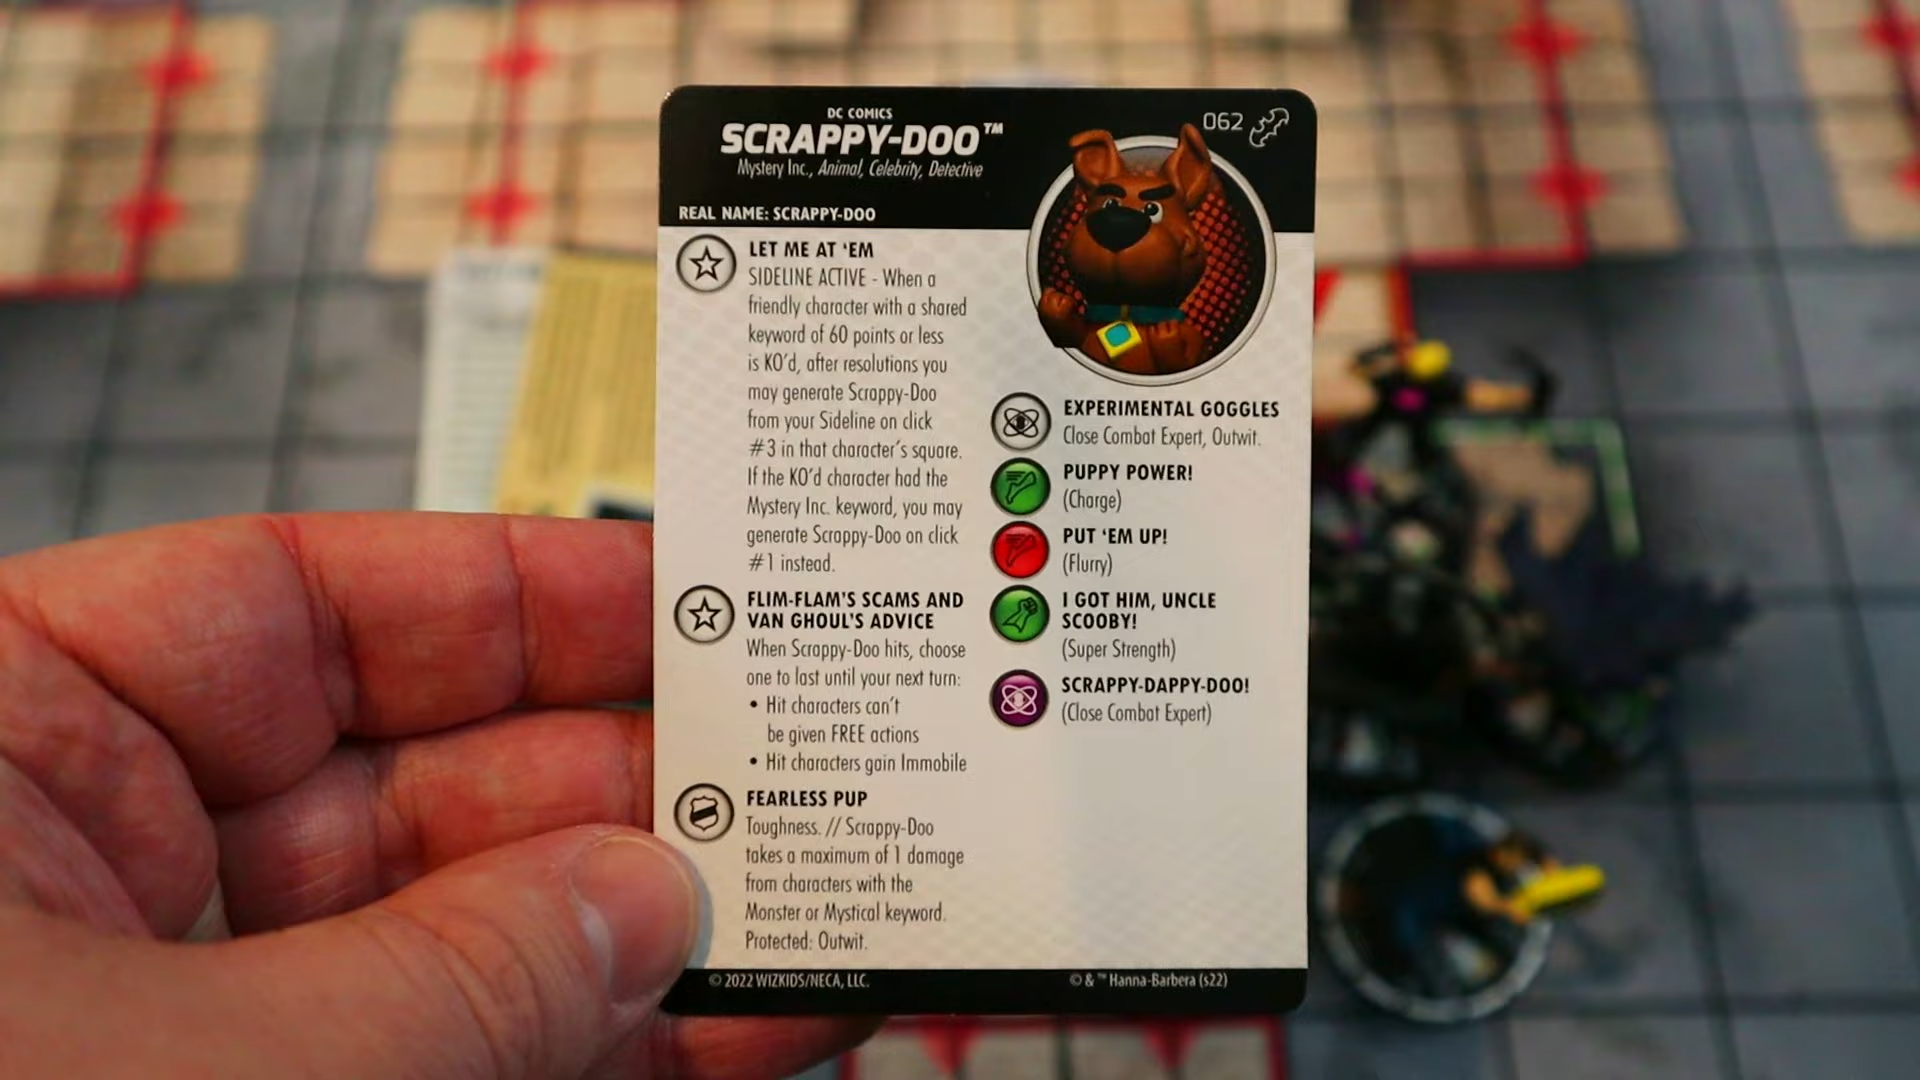 DC COMICS
SCRAPPY-DOO™
Mystery Inc., Animal, Celebrity, Detective
062
REAL NAME: SCRAPPY-DOO
LET ME AT ‘EM
SIDELINE ACTIVE - When a
friendly character with a shared
keyword of 60 points or less
is KO’d, after resolutions you
may generate Scrappy-Doo
from your Sideline on click
#3 in that character’s square.
If the KO’d character had the
Mystery Inc. keyword, you may
generate Scrappy-Doo on click
#1 instead.
FLIM-FLAM’S SCAMS AND
VAN GHOUL’S ADVICE
When Scrappy-Doo hits, choose
one to last until your next turn:
• Hit characters can’t
be given FREE actions
• Hit characters gain Immobile
FEARLESS PUP
Toughness. // Scrappy-Doo
takes a maximum of 1 damage
from characters with the
Monster or Mystical keyword.
Protected: Outwit.
EXPERIMENTAL GOGGLES
Close Combat Expert, Outwit.
PUPPY POWER!
(Charge)
PUT ‘EM UP!
(Flurry)
I GOT HIM, UNCLE
SCOOBY!
(Super Strength)
SCRAPPY-DAPPY-DOO!
(Close Combat Expert)
© 2022 WIZKIDS/NECA, LLC.
© & ™ Hanna-Barbera (s22)